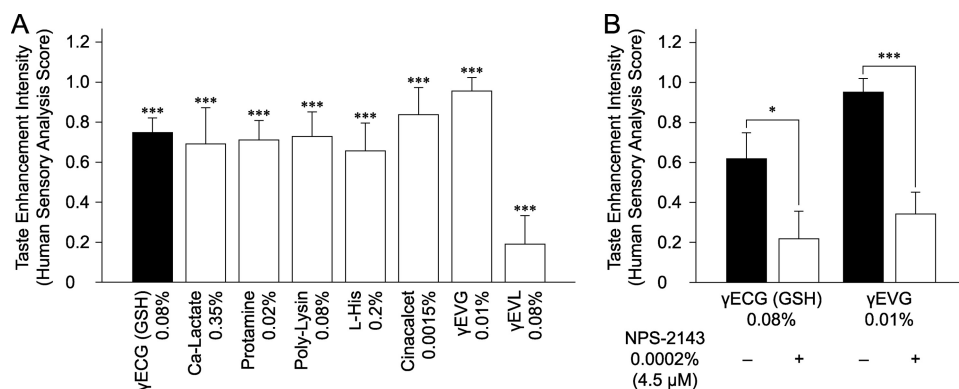 A
Taste Enhancement Intensity
(Human Sensory Analysis Score)
1.2
1.0
0.8
0.6
0.4
0.2
0
***
***
***
***
***
***
***
***
γECG (GSH)
0.08%
Ca-Lactate
0.35%
Protamine
0.02%
Poly-Lysin
0.08%
L-His
0.2%
Cinacalcet
0.0015%
γEVG
0.01%
γEVL
0.08%
B
Taste Enhancement Intensity
(Human Sensory Analysis Score)
1.2
1.0
0.8
0.6
0.4
0.2
0
*
***
γECG (GSH)
0.08%
γEVG
0.01%
NPS-2143
0.0002%
(4.5 μM)
– + – +